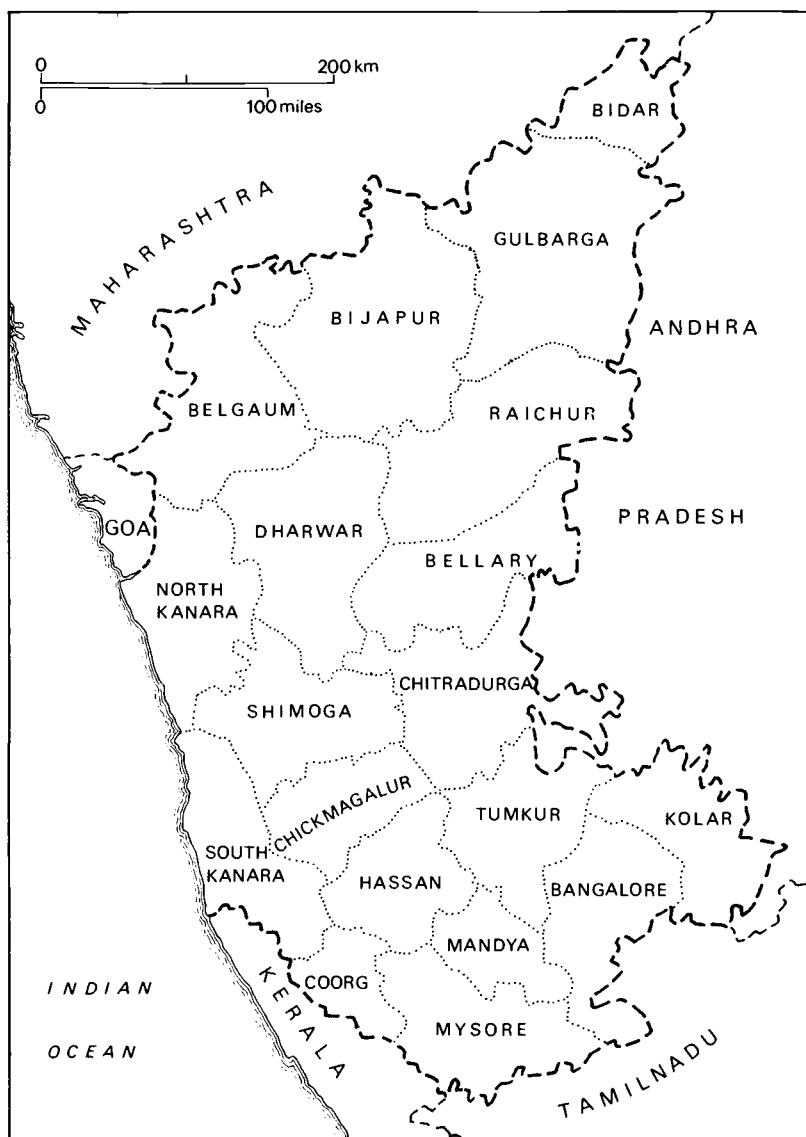 0 200 km
0 100 miles
BIDAR
MAHARASHTRA
GULBARGA
BIJAPUR
ANDHRA
BELGAUM
RAICHUR
PRADESH
GOA
DHARWAR
BELLARY
NORTH
KANARA
CHITRADURGA
SHIMOGA
CHICKMAGALUR
TUMKUR
KOLAR
SOUTH
KANARA
HASSAN
BANGALORE
MANDYA
COORG
KERALA
INDIAN
OCEAN
MYSORE
TAMILNADU